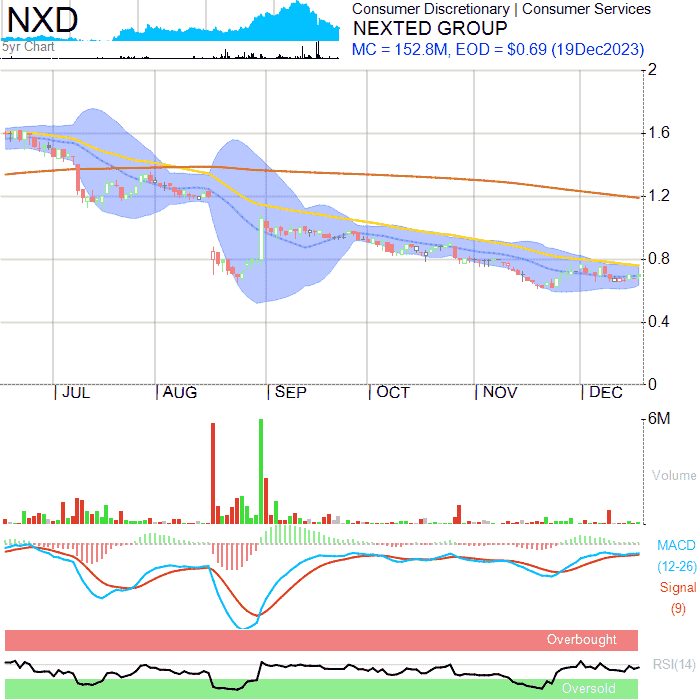 NXD
5yr Chart
Consumer Discretionary | Consumer Services
NEXTED GROUP
MC = 152.8M, EOD = $0.69 (19Dec2023)
2
1.6
1.2
0.8
0.4
0
JUL
AUG
SEP
OCT
NOV
DEC
6M
Volume
MACD
(12-26)
Signal
(9)
Overbought
RSI(14)
Oversold